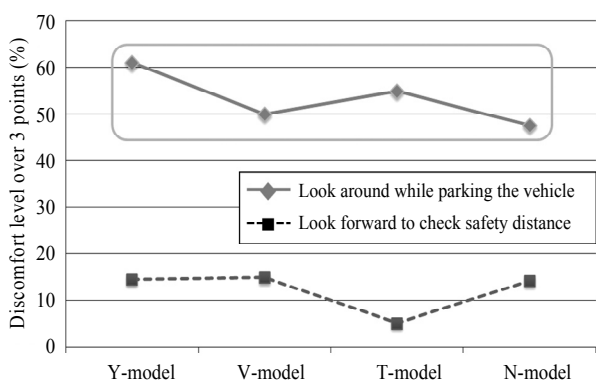 Discomfort level over 3 points (%)
70
60
50
40
30
20
10
0
Look around while parking the vehicle
Look forward to check safety distance
Y-model V-model T-model N-model